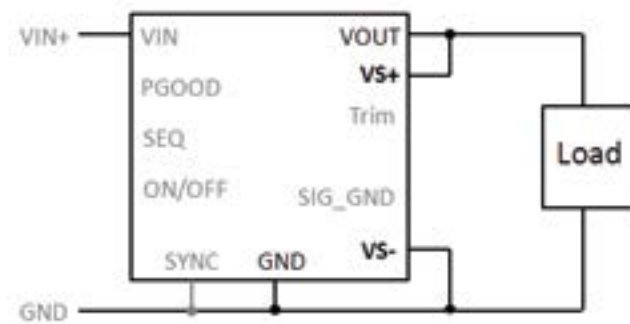 VIN+ VIN VOUT
VS+
PGOOD
Trim
SEQ
Load
ON/OFF
SIG_GND
VS-
SYNC GND
GND